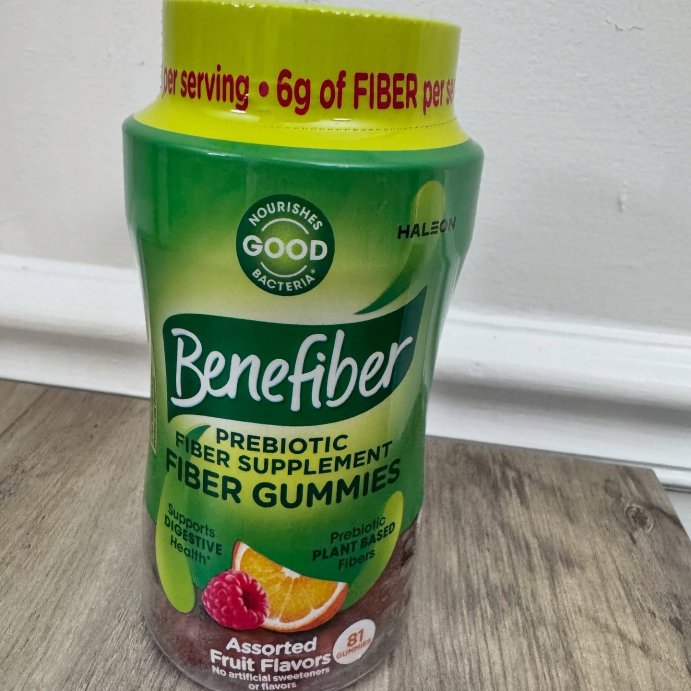 per serving • 6g of FIBER per
NOURISHES
GOOD
BACTERIA*
HALEON
Benefiber
PREBIOTIC
FIBER SUPPLEMENT
FIBER GUMMIES
Supports
DIGESTIVE
Health*
Prebiotic
PLANT BASED
Fibers
Assorted
Fruit Flavors
No artificial sweeteners
or flavors
81
GUMMIES